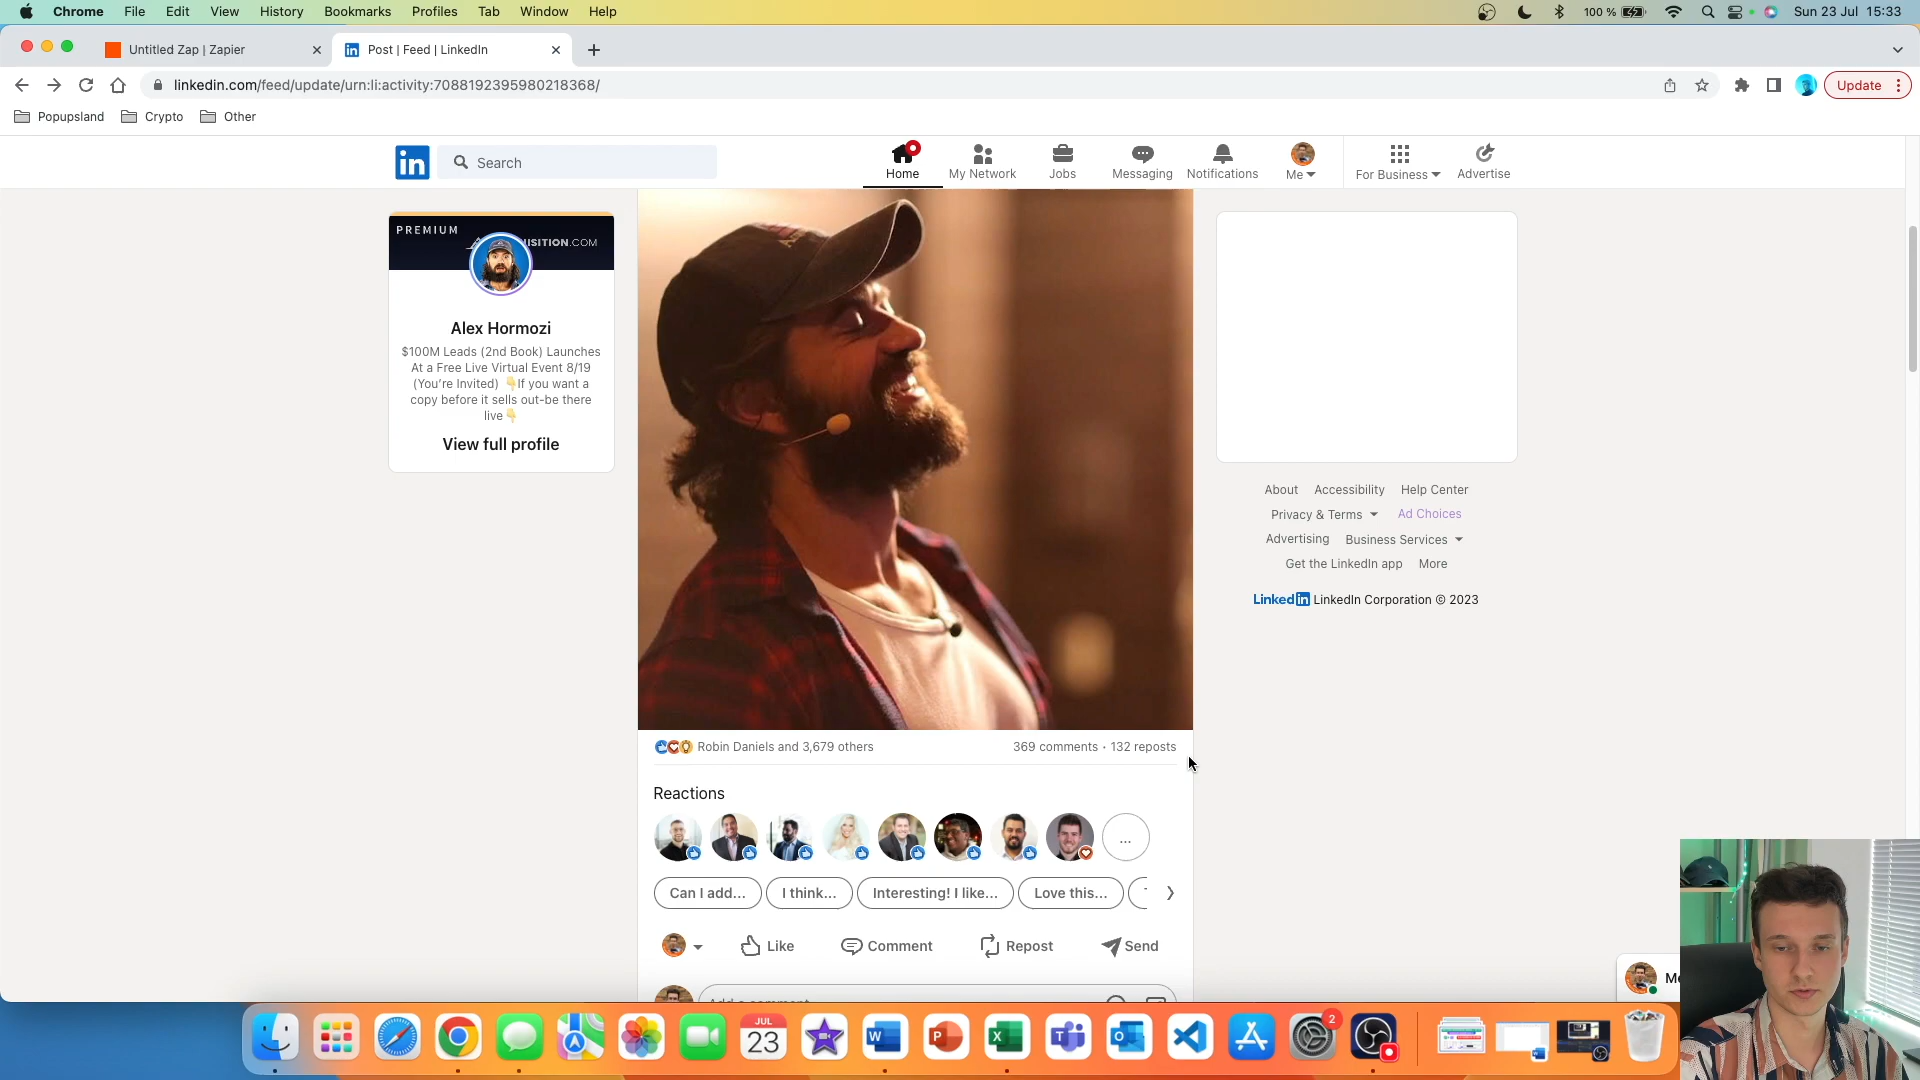 Chrome File Edit View History Bookmarks Profiles Tab Window Help
100 % Sun 23 Jul 15:33
Untitled Zap | Zapier
Post | Feed | LinkedIn
linkedin.com/feed/update/urn:li:activity:7088192395980218368/
Update
Popupsland Crypto Other
in
Search
Home My Network Jobs Messaging Notifications Me For Business Advertise
PREMIUM
ISITION.COM
Alex Hormozi
$100M Leads (2nd Book) Launches
At a Free Live Virtual Event 8/19
(You're Invited) 👇If you want a
copy before it sells out-be there
live👇
View full profile
About Accessibility Help Center
Privacy & Terms Ad Choices
Advertising Business Services
Get the LinkedIn app More
LinkedIn LinkedIn Corporation © 2023
Robin Daniels and 3,679 others 369 comments • 132 reposts
Reactions
...
Can I add... I think... Interesting! I like... Love this...
Like Comment Repost Send
Add a comment
JUL
23
2